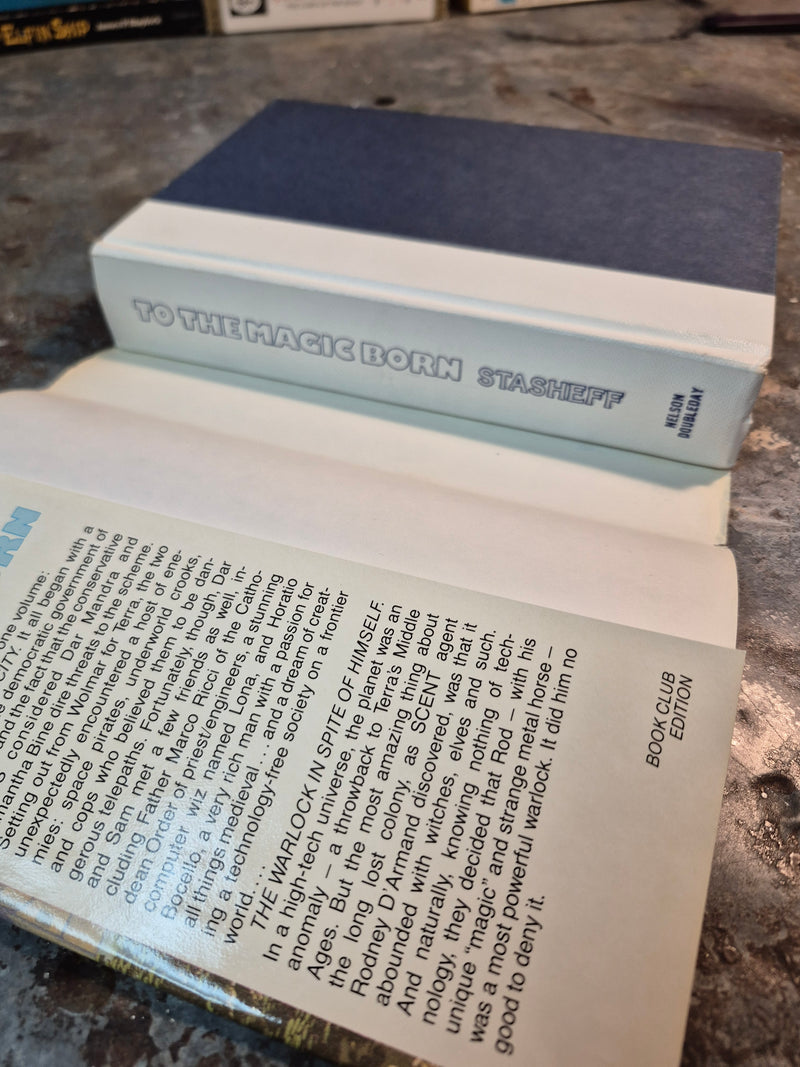 ELFIN SHIP
TO THE MAGIC BORN STASHEFF
NELSON
DOUBLEDAY
RN
one volume:
CITY. It all began with a
e democratic government of
and the fact that the conservative
considered Dar Mandra and
mantha Bine dire threats to the scheme.
Setting out from Wolmar for Terra, the two
unexpectedly encountered a host of ene-
mies: space pirates, underworld crooks,
and cops who believed them to be dan-
gerous telepaths. Fortunately, though, Dar
and Sam met a few friends as well, in-
cluding Father Marco Ricci of the Catho-
dean Order of priest/engineers, a stunning
computer wiz named Lona, and Horatio
Bocello, a very rich man with a passion for
all things medieval . . . and a dream of creat-
ing a technology-free society on a frontier
world. . . .
THE WARLOCK IN SPITE OF HIMSELF.
In a high-tech universe, the planet was an
anomaly — a throwback to Terra's Middle
Ages. But the most amazing thing about
the long lost colony, as SCENT agent
Rodney D'Armand discovered, was that it
abounded with witches, elves and such.
And naturally, knowing nothing of tech-
nology, they decided that Rod — with his
unique "magic" and strange metal horse —
was a most powerful warlock. It did him no
good to deny it.
BOOK CLUB
EDITION